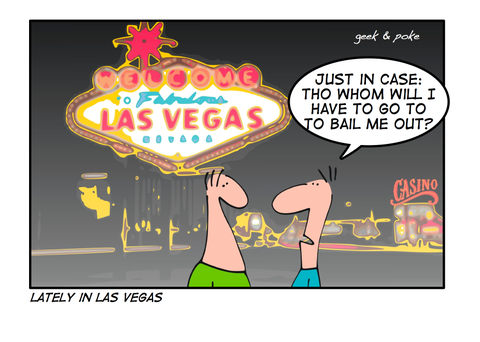 geek & poke
WELCOME
TO Fabulous
LAS VEGAS
NEVADA
JUST IN CASE:
THO WHOM WILL I
HAVE TO GO TO
TO BAIL ME OUT?
CASINO
LATELY IN LAS VEGAS